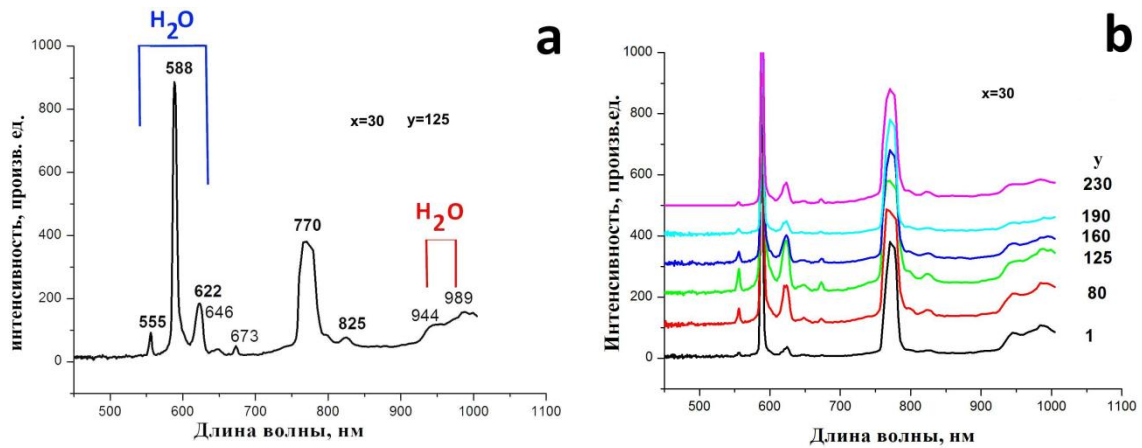 H2O
a
1000
800
600
400
200
0
588
x=30 y=125
770
H2O
622
646
555
673
825
944
989
500 600 700 800 900 1000 1100
Длина волны, нм
интенсивность, произв. ед.
b
1000
800
600
400
200
0
x=30
y
230
190
160
125
80
1
500 600 700 800 900 1000 1100
Длина волны, нм
Интенсивность, произв.ед.